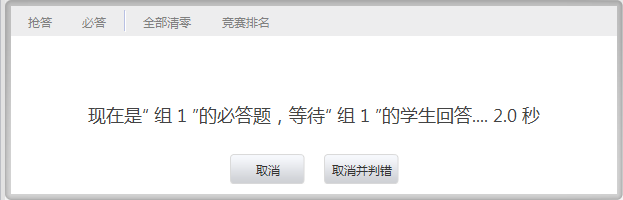 抢答 必答 全部清零 竞赛排名
现在是“ 组 1 ”的必答题，等待“ 组 1 ”的学生回答.... 2.0 秒
取消 取消并判错